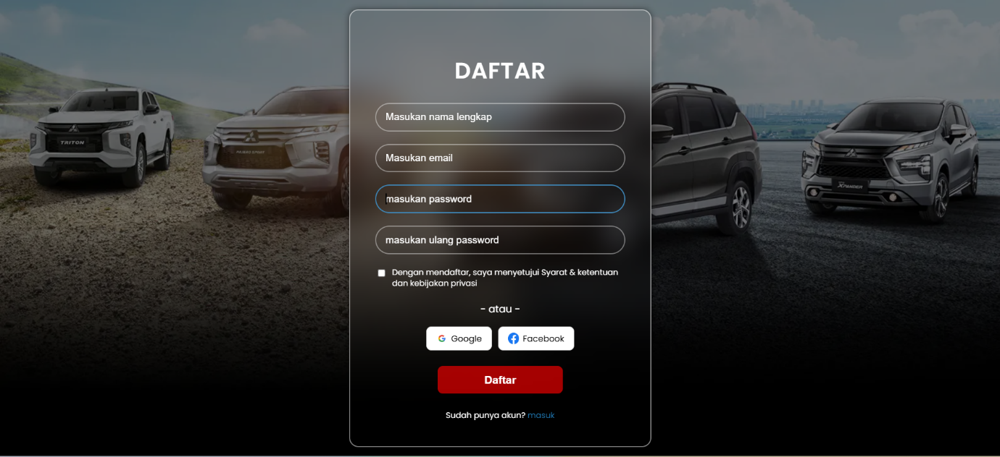 DAFTAR
Masukan nama lengkap
Masukan email
masukan password
masukan ulang password
Dengan mendaftar, saya menyetujui Syarat & ketentuan
dan kebijakan privasi
- atau -
Google
Facebook
Daftar
Sudah punya akun? masuk
TRITON
PAJERO SPORT
XPANDER